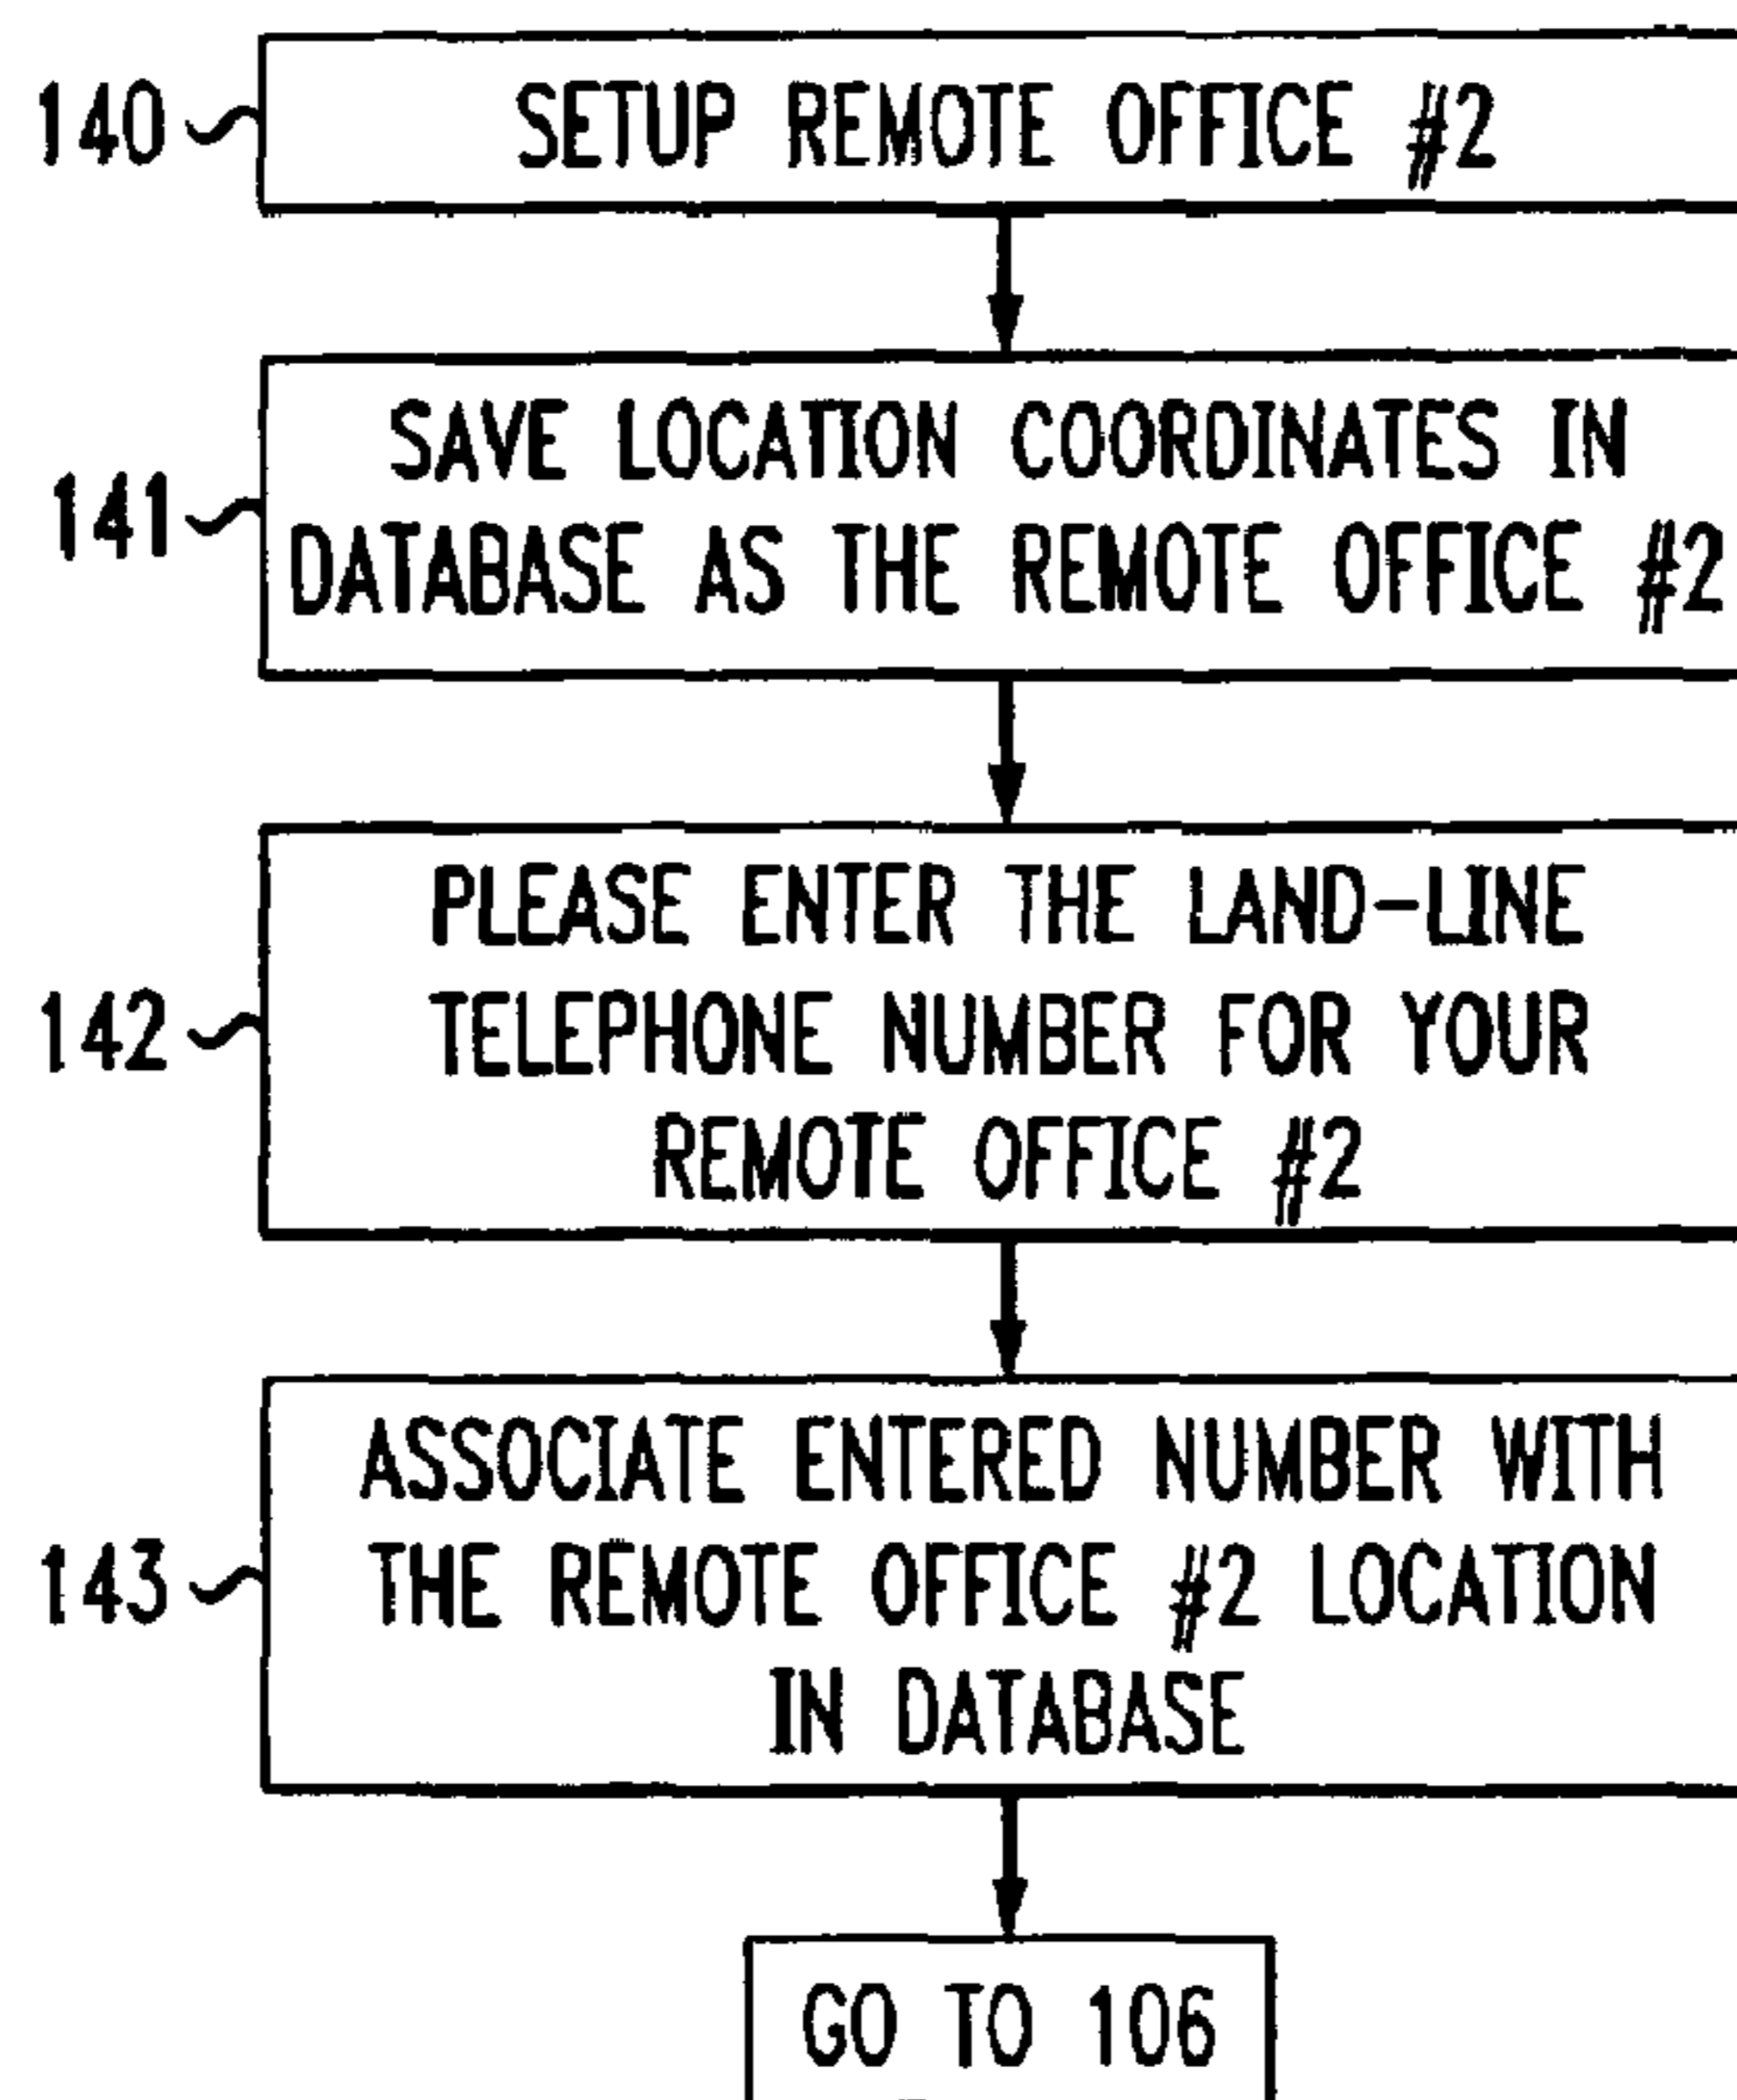 140
SETUP REMOTE OFFICE #2
141
SAVE LOCATION COORDINATES IN
DATABASE AS THE REMOTE OFFICE #2
142
PLEASE ENTER THE LAND-LINE
TELEPHONE NUMBER FOR YOUR
REMOTE OFFICE #2
143
ASSOCIATE ENTERED NUMBER WITH
THE REMOTE OFFICE #2 LOCATION
IN DATABASE
GO TO 106